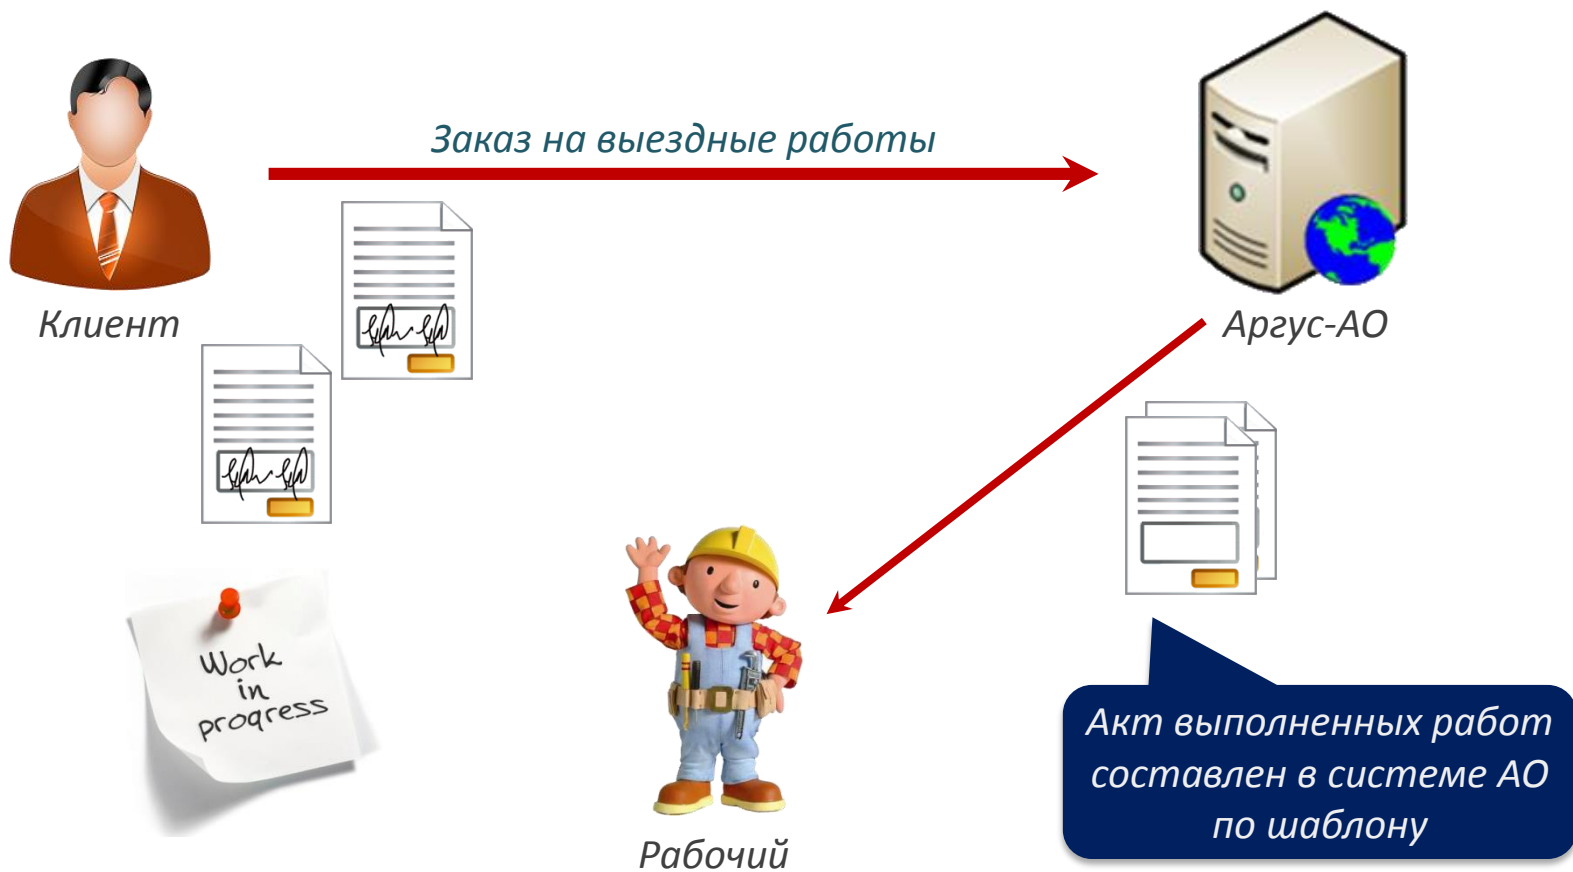 Заказ на выездные работы
Клиент
Аргус-АО
Work
in
progress
Акт выполненных работ
составлен в системе АО
по шаблону
Рабочий